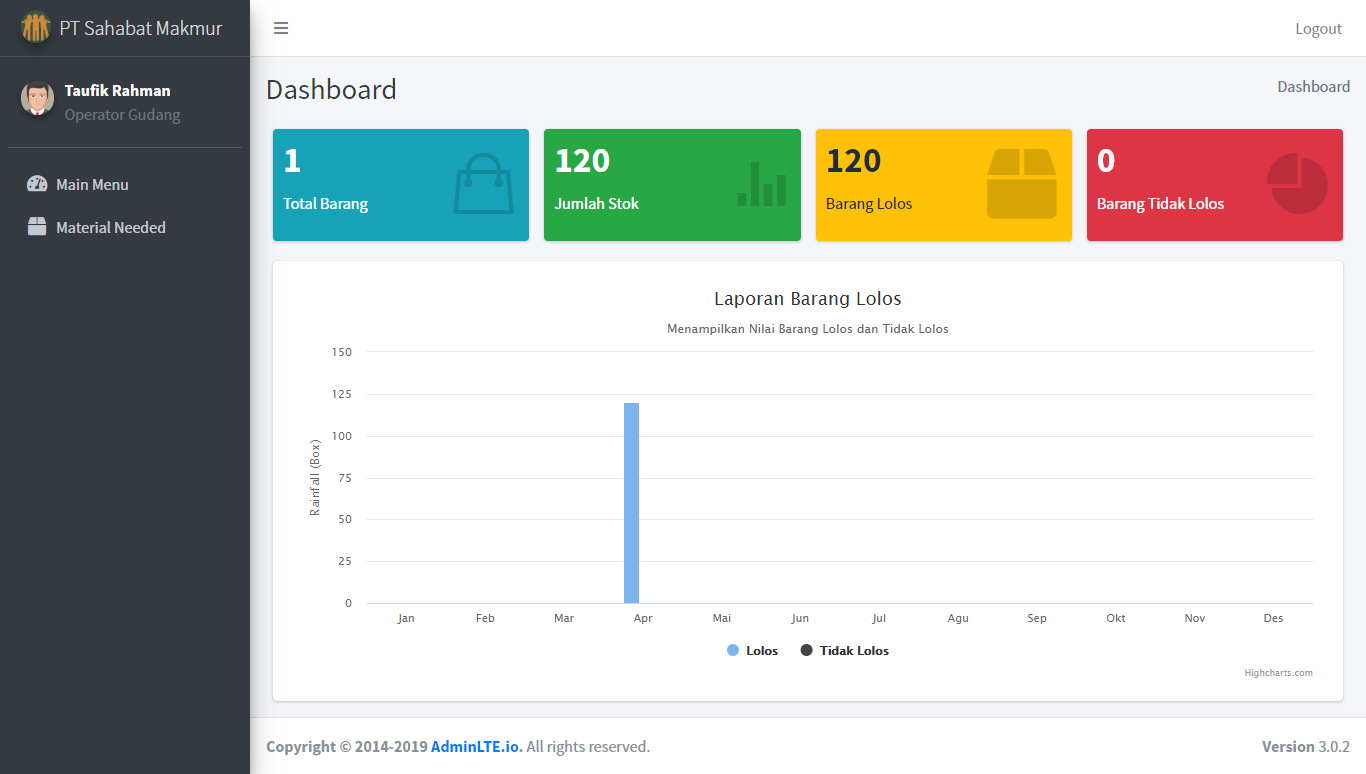 PT Sahabat Makmur
Logout
Taufik Rahman
Operator Gudang
Main Menu
Material Needed
Dashboard
Dashboard
1
Total Barang
120
Jumlah Stok
120
Barang Lolos
0
Barang Tidak Lolos
Laporan Barang Lolos
Menampilkan Nilai Barang Lolos dan Tidak Lolos
Rainfall (Box)
150
125
100
75
50
25
0
Jan Feb Mar Apr Mai Jun Jul Agu Sep Okt Nov Des
Lolos Tidak Lolos
Highcharts.com
Copyright © 2014-2019 AdminLTE.io. All rights reserved.
Version 3.0.2